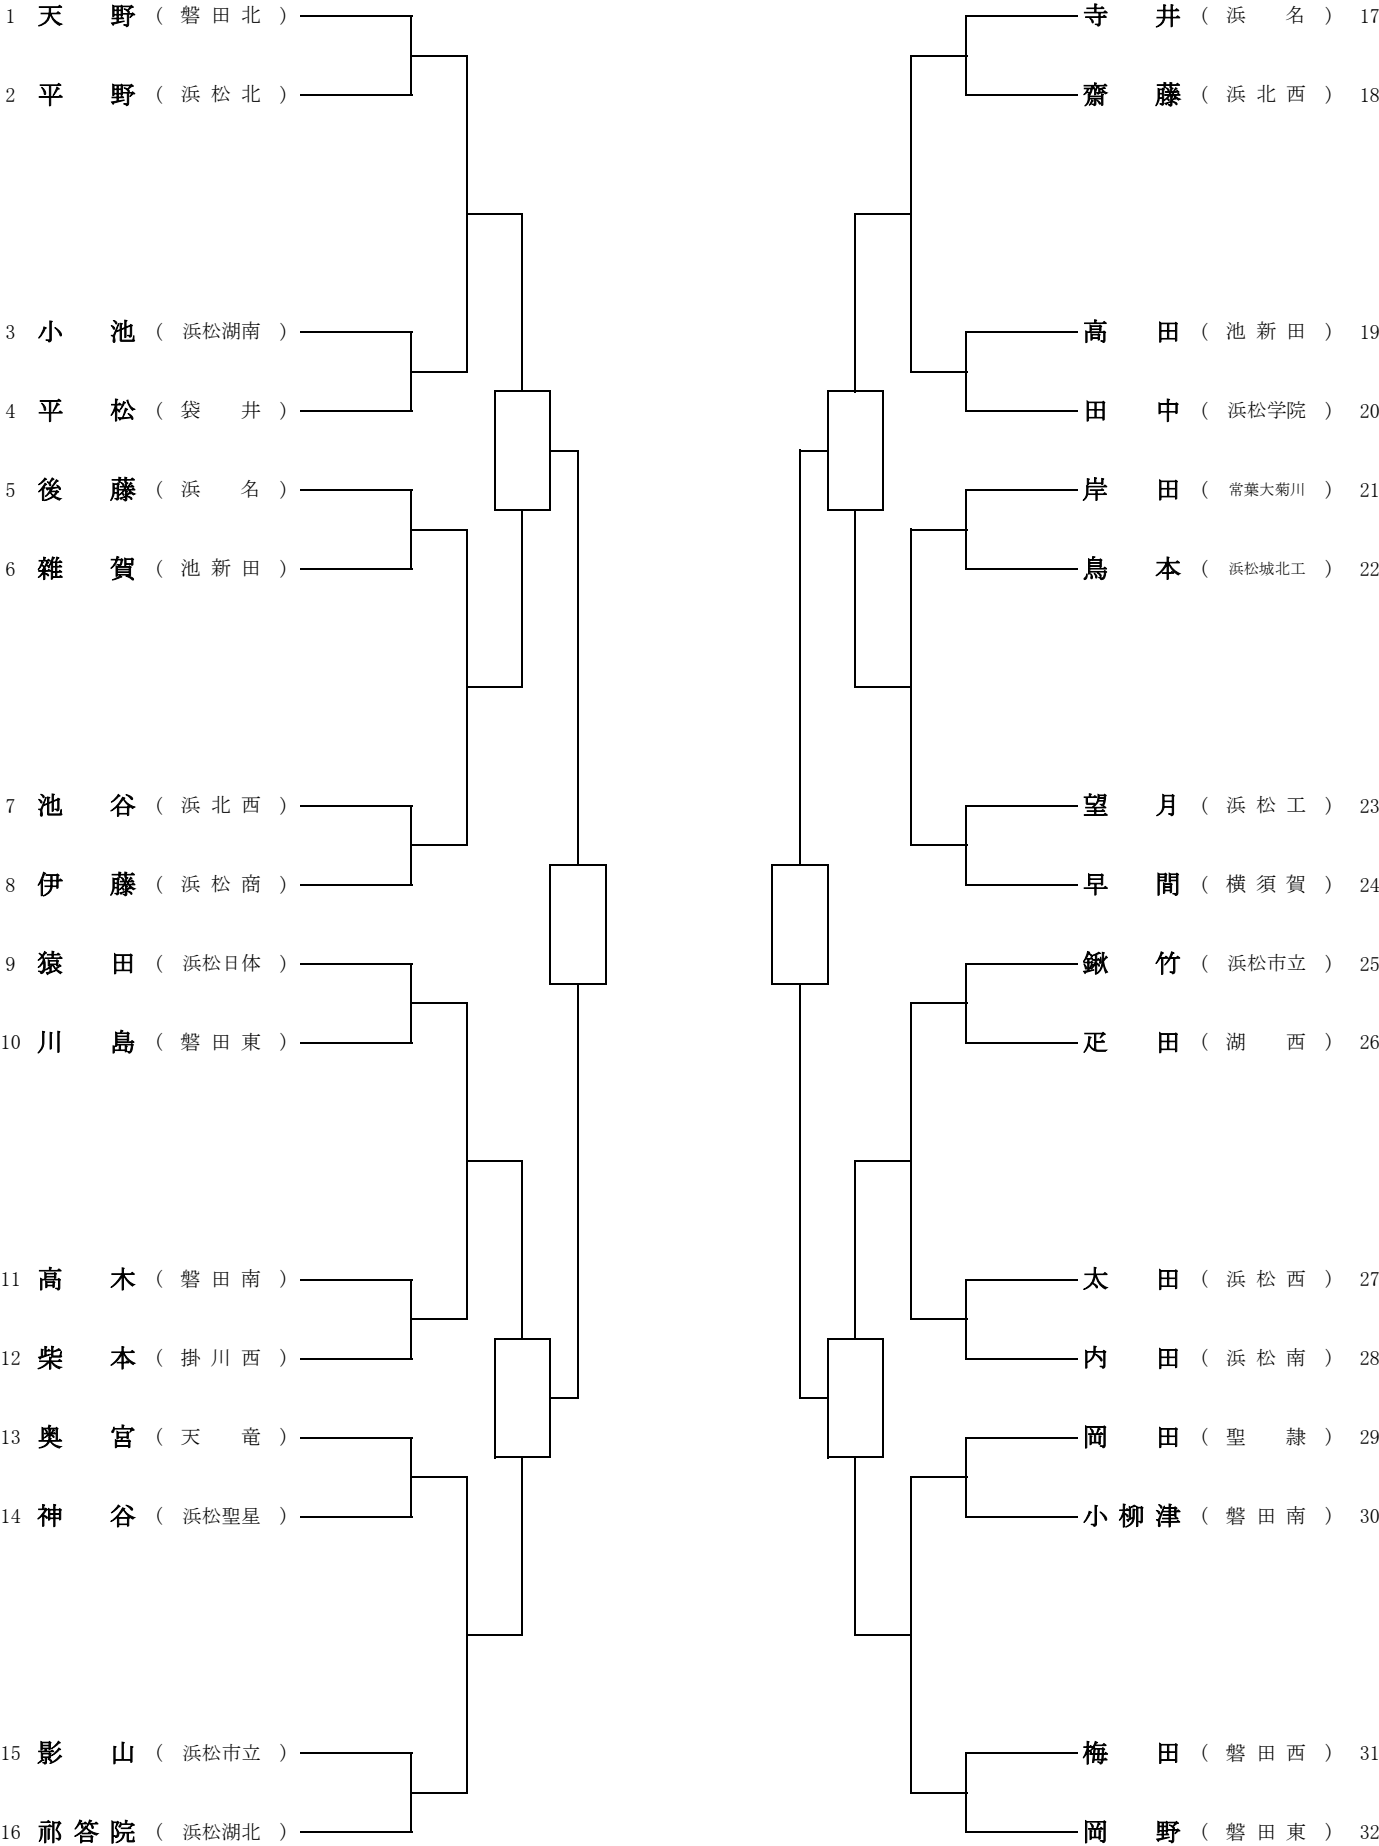 1 天野 ( 磐田北 )
2 平野 ( 浜松北 )
3 小池 ( 浜松湖南 )
4 平松 ( 袋井 )
5 後藤 ( 浜名 )
6 雑賀 ( 池新田 )
7 池谷 ( 浜北西 )
8 伊藤 ( 浜松商 )
9 猿田 ( 浜松日体 )
10 川島 ( 磐田東 )
11 高木 ( 磐田南 )
12 柴本 ( 掛川西 )
13 奥宮 ( 天竜 )
14 神谷 ( 浜松聖星 )
15 影山 ( 浜松市立 )
16 祁答院 ( 浜松湖北 )
寺井 ( 浜名 ) 17
齋藤 ( 浜北西 ) 18
高田 ( 池新田 ) 19
田中 ( 浜松学院 ) 20
岸田 ( 常葉大菊川 ) 21
鳥本 ( 浜松城北工 ) 22
望月 ( 浜松工 ) 23
早間 ( 横須賀 ) 24
鍬竹 ( 浜松市立 ) 25
疋田 ( 湖西 ) 26
太田 ( 浜松西 ) 27
内田 ( 浜松南 ) 28
岡田 ( 聖隷 ) 29
小柳津 ( 磐田南 ) 30
梅田 ( 磐田西 ) 31
岡野 ( 磐田東 ) 32